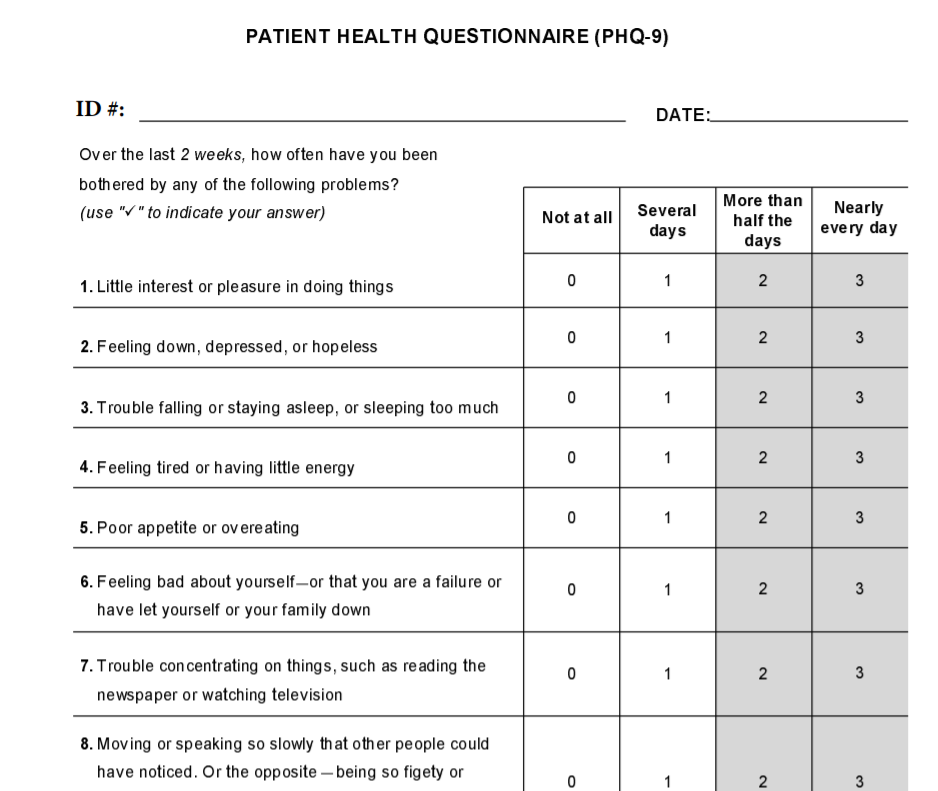 PATIENT HEALTH QUESTIONNAIRE (PHQ-9)
ID #:
DATE:
Over the last 2 weeks, how often have you been
bothered by any of the following problems?
(use "✓" to indicate your answer)
Not at all
Several
days
More than
half the
days
Nearly
every day
1. Little interest or pleasure in doing things 0 1 2 3
2. Feeling down, depressed, or hopeless 0 1 2 3
3. Trouble falling or staying asleep, or sleeping too much 0 1 2 3
4. Feeling tired or having little energy 0 1 2 3
5. Poor appetite or overeating 0 1 2 3
6. Feeling bad about yourself—or that you are a failure or
have let yourself or your family down 0 1 2 3
7. Trouble concentrating on things, such as reading the
newspaper or watching television 0 1 2 3
8. Moving or speaking so slowly that other people could
have noticed. Or the opposite — being so figety or
0 1 2 3